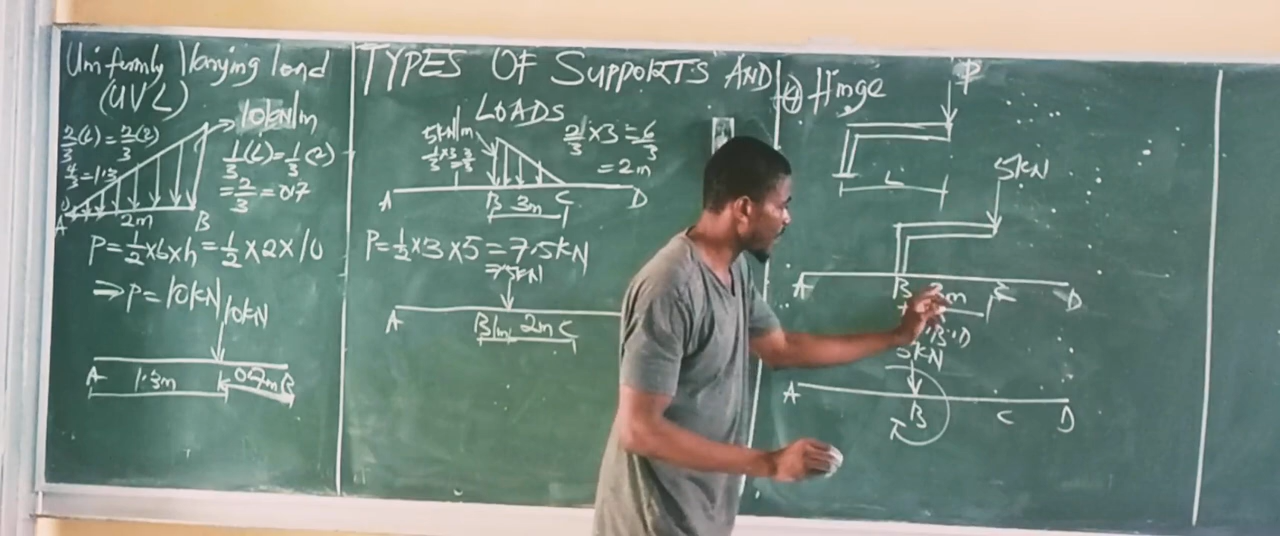 Uniformly Varying load
(UVL)
10kN/m
2/3(L) = 2/3(2)
4/3 = 1.3
1/3(L) = 1/3(2)
= 2/3 = 0.7
A 2m B
P = 1/2 × b × h = 1/2 × 2 × 10
⇒ P = 10kN
10kN
A 1.3m 0.7m B
TYPES OF SUPPORTS AND
LOADS
5kN/m
2/3 × 3 = 6/3
= 2m
A B 3m C D
P = 1/2 × 3 × 5 = 7.5kN
7.5kN
A B 1m 2m C
Hinge
P
L
5kN
A B m C D
kN
A B C D